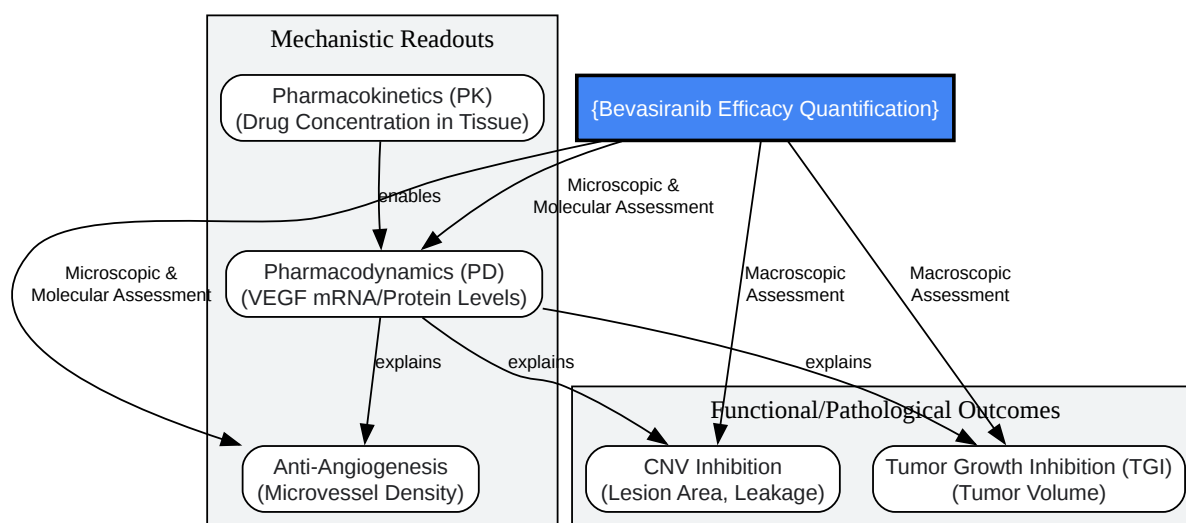 Mechanistic Readouts
Pharmacokinetics (PK)
(Drug Concentration in Tissue)
{Bevasiranib Efficacy Quantification}
enables
Microscopic &
Molecular Assessment
Pharmacodynamics (PD)
(VEGF mRNA/Protein Levels)
Microscopic &
Molecular Assessment
Macroscopic
Assessment
Macroscopic
Assessment
explains
explains
explains
Functional/Pathological Outcomes
Anti-Angiogenesis
(Microvessel Density)
CNV Inhibition
(Lesion Area, Leakage)
Tumor Growth Inhibition (TGI)
(Tumor Volume)